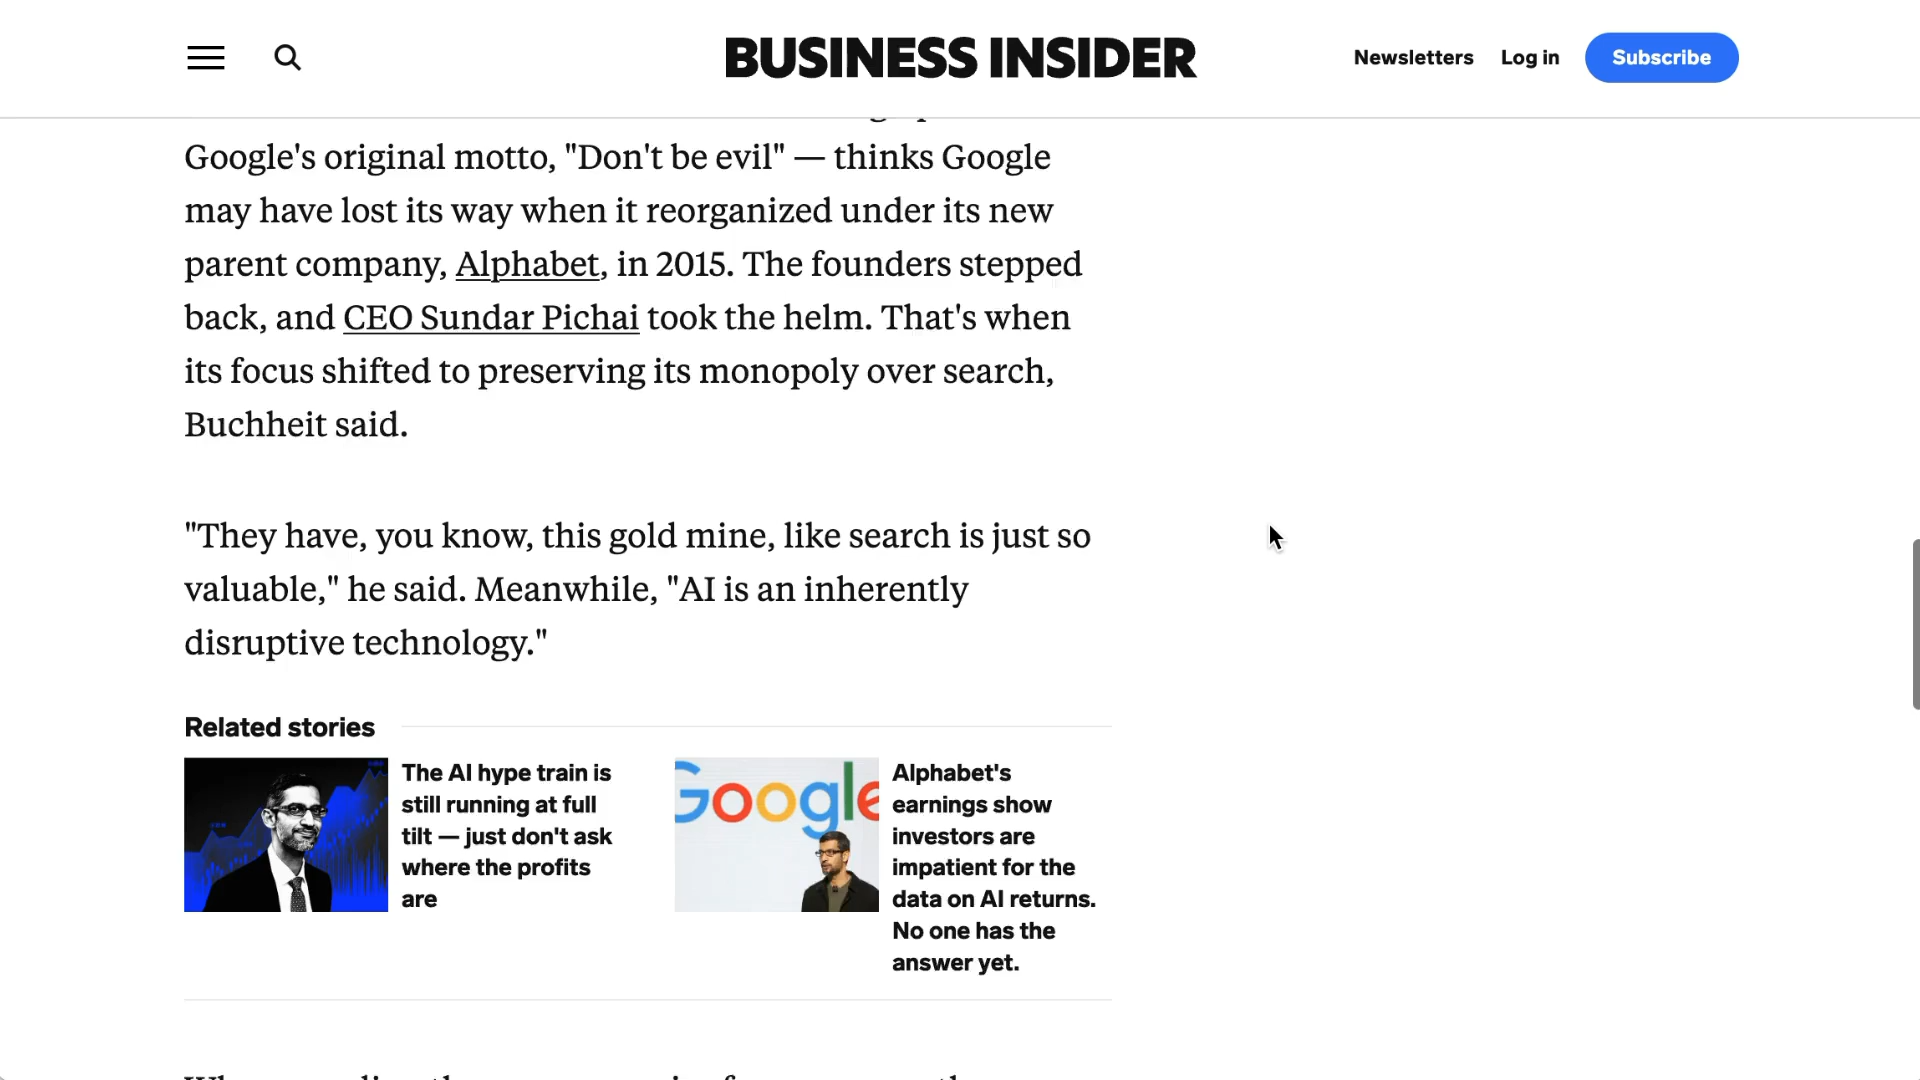 BUSINESS INSIDER
Newsletters
Log in
Subscribe
Google's original motto, "Don't be evil" — thinks Google
may have lost its way when it reorganized under its new
parent company, Alphabet, in 2015. The founders stepped
back, and CEO Sundar Pichai took the helm. That's when
its focus shifted to preserving its monopoly over search,
Buchheit said.
"They have, you know, this gold mine, like search is just so
valuable," he said. Meanwhile, "AI is an inherently
disruptive technology."
Related stories
The AI hype train is
still running at full
tilt — just don't ask
where the profits
are
Google
Alphabet's
earnings show
investors are
impatient for the
data on AI returns.
No one has the
answer yet.